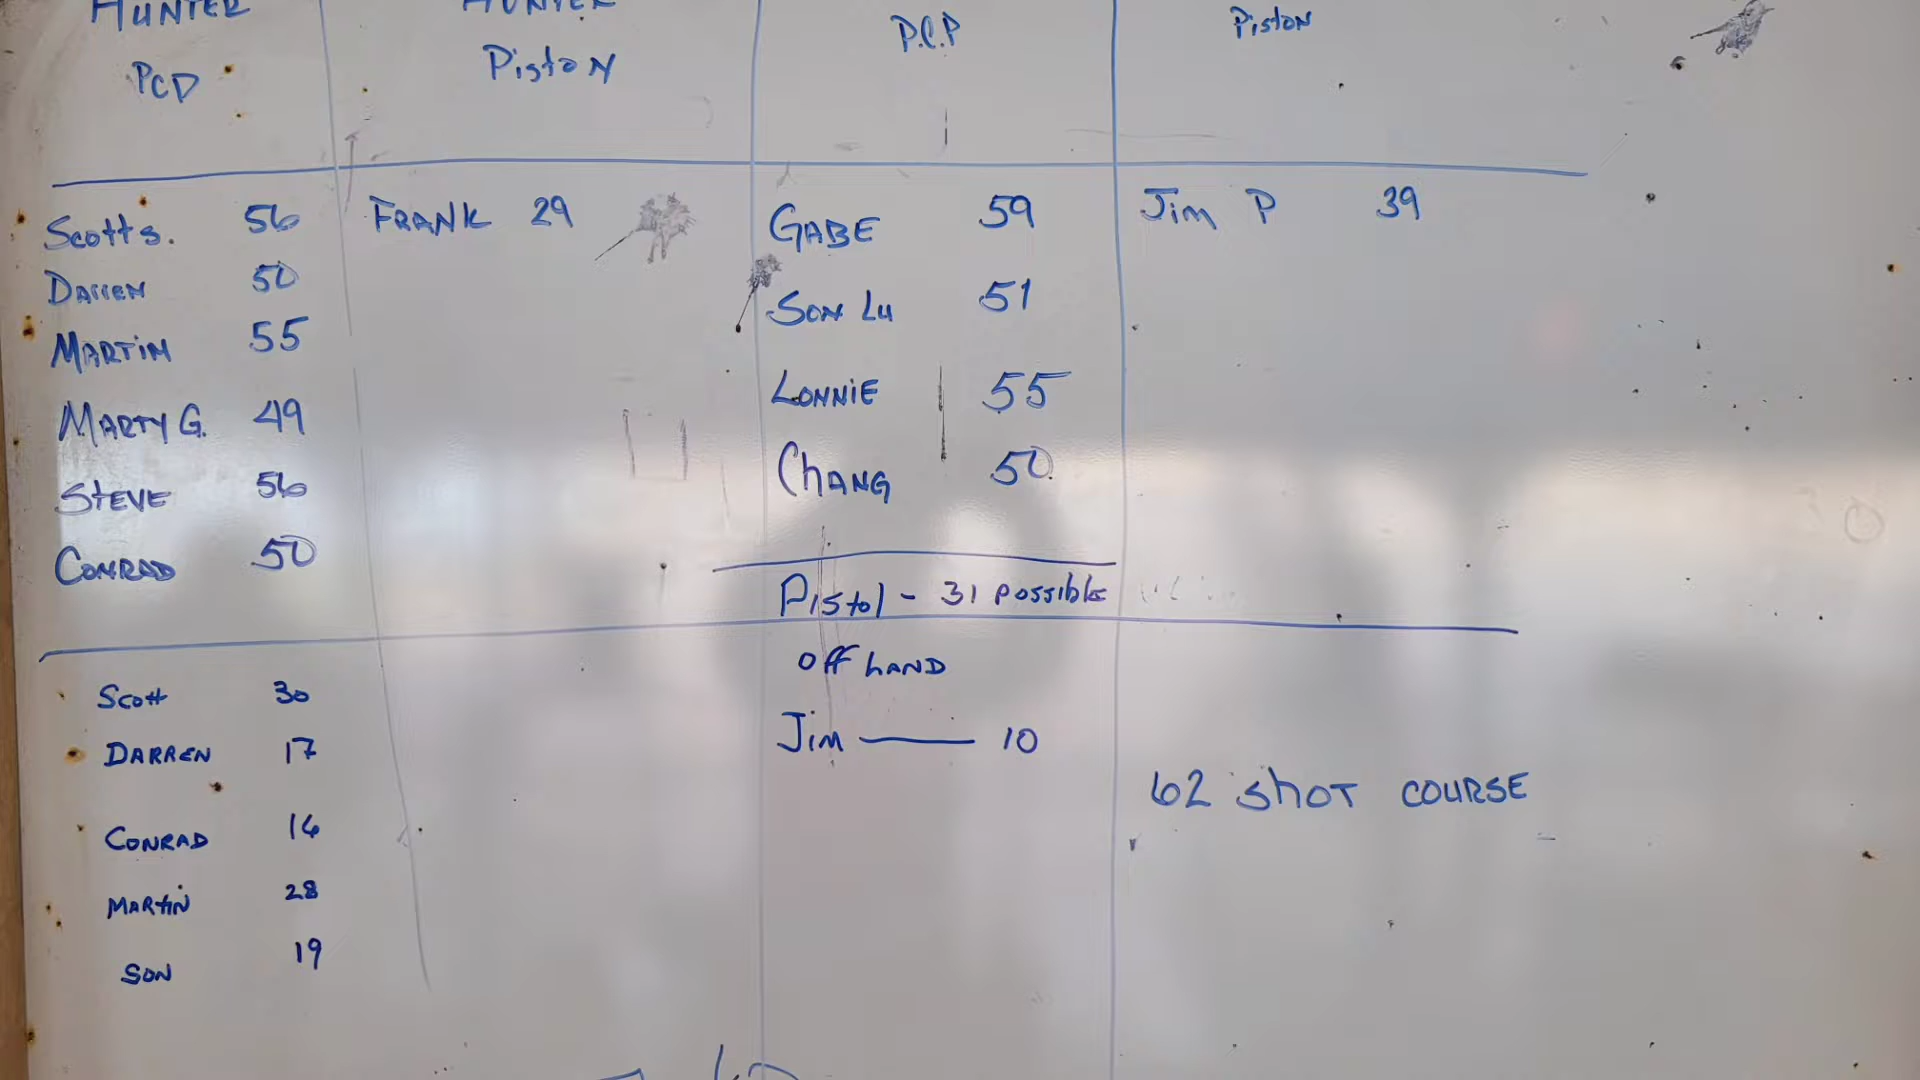 HUNTER
PCP
HUNTER
Piston
P.C.P
Piston
Scott S. 56
Darren 50
MARTIN 55
MARTY G. 49
STEVE 56
CONRAD 50
FRANK 29
GABE 59
SON LU 51
LONNIE 55
CHANG 50
Jim P 39
Pistol - 31 possible
OFF HAND
Jim 10
Scott 30
DARREN 17
CONRAD 16
MARTIN 28
SON 19
62 SHOT COURSE